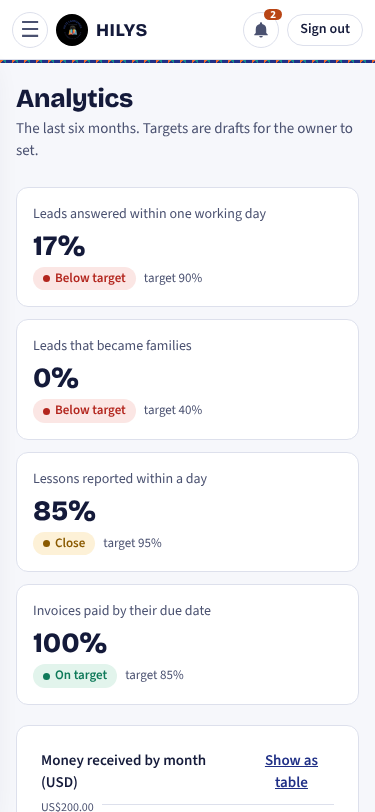 HILYS
2
Sign out
Analytics
The last six months. Targets are drafts for the owner to
set.
Leads answered within one working day
17%
Below target target 90%
Leads that became families
0%
Below target target 40%
Lessons reported within a day
85%
Close target 95%
Invoices paid by their due date
100%
On target target 85%
Money received by month Show as
(USD) table
US$200.00